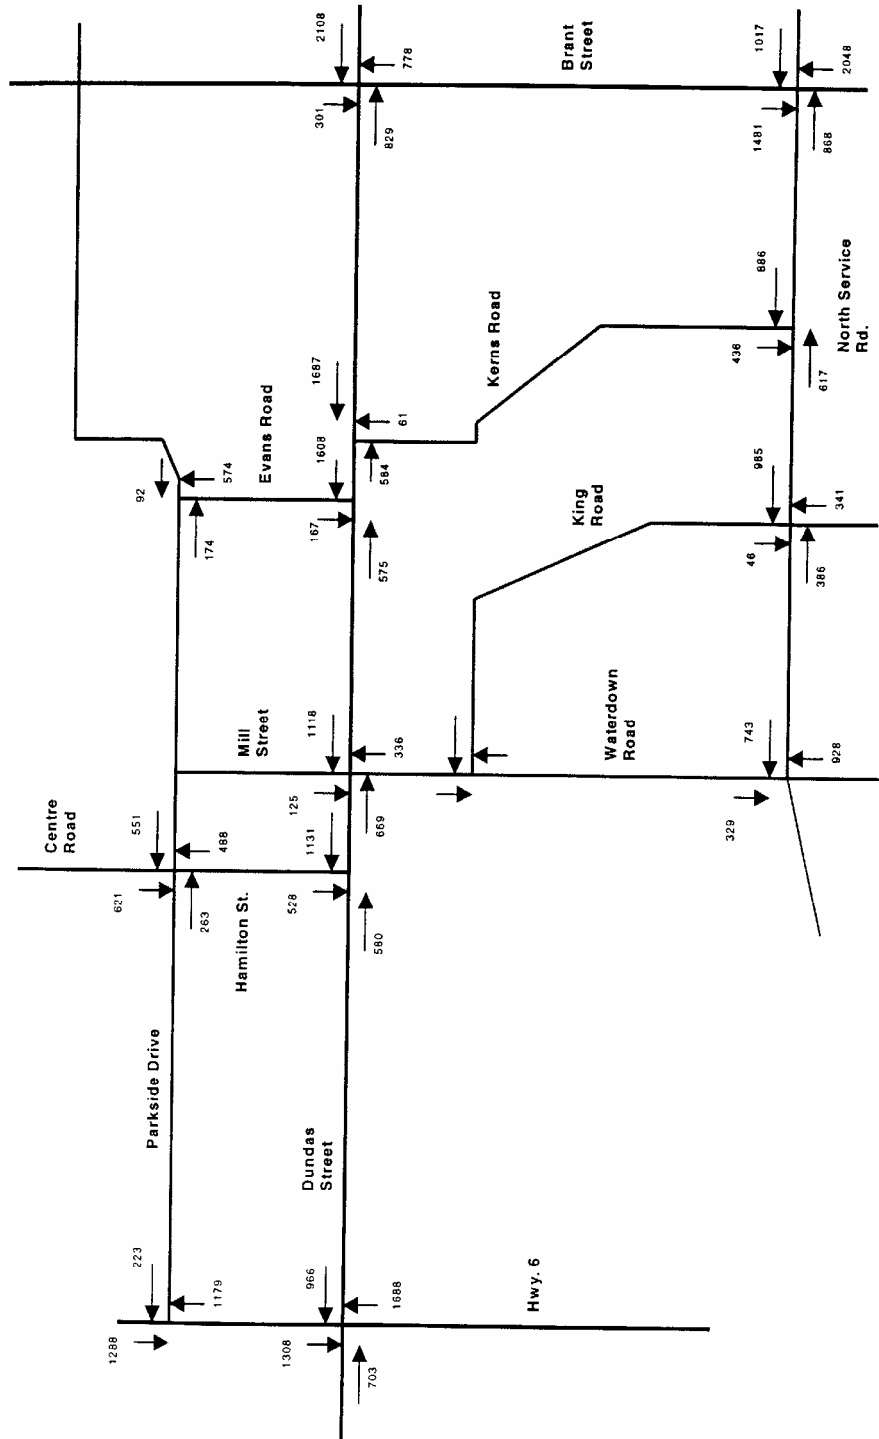 2108
778
Brant
Street
1017
2048
301
829
1481
868
Kerns Road
886
North Service
Rd.
436
617
1687
61
Evans Road
1608
584
92
574
174
167
575
King
Road
985
341
46
386
Mill
Street
1118
336
Waterdown
Road
743
928
125
669
329
Centre
Road
551
488
1131
621
263
Hamilton St.
528
580
Parkside Drive
Dundas
Street
223
1179
966
1688
Hwy. 6
1288
1308
703